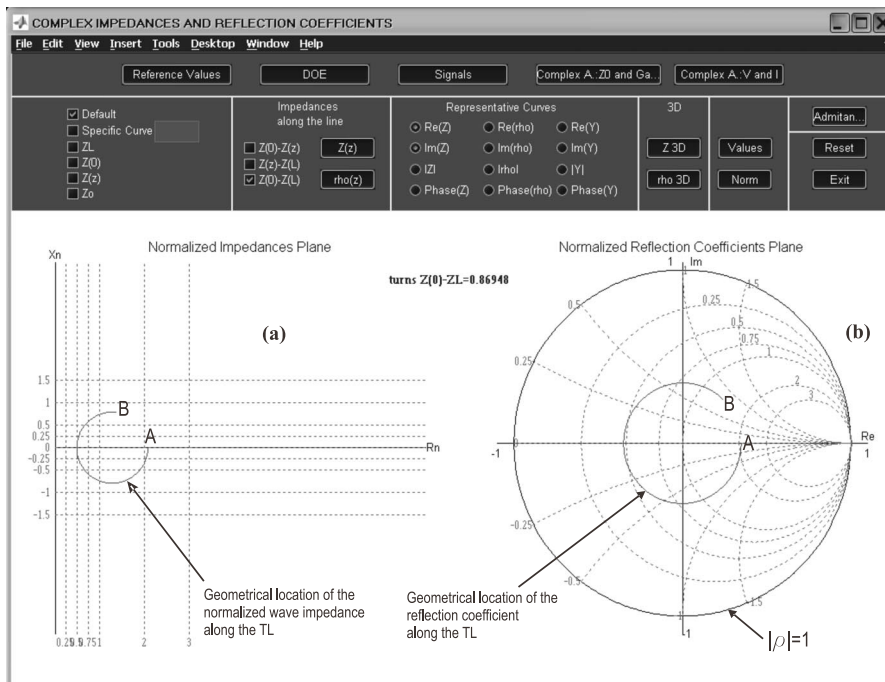 COMPLEX IMPEDANCES AND REFLECTION COEFFICIENTS
File Edit View Insert Tools Desktop Window Help
Reference Values DOE Signals Complex A.:Z0 and Ga... Complex A.:V and I
Default
Specific Curve
ZL
Z(0)
Z(z)
Zo
Impedances
along the line
Z(0)-Z(z) Z(z)
Z(z)-Z(L)
Z(0)-Z(L) rho(z)
Representative Curves
Re(Z) Re(rho) Re(Y)
Im(Z) Im(rho) Im(Y)
IZI Irhol |Y|
Phase(Z) Phase(rho) Phase(Y)
3D
Z 3D
rho 3D
Values
Norm
Admitan...
Reset
Exit
Normalized Impedances Plane
Xn
turns Z(0)-ZL=0.86948
(a)
1.5
1
0.5
0.25
0
-0.25
-0.5
-1
-1.5
B
A
Rn
Geometrical location of the
normalized wave impedance
along the TL
1
2
3
Normalized Reflection Coefficients Plane
1 Im
1
1.5
0.5
0.25
0.25
0.5
0.75
1
2
3
(b)
B
A
Re
-1
0
1
-0.25
-0.5
-1
-1.5
-1
Geometrical location of the
reflection coefficient
along the TL
|ρ|=1